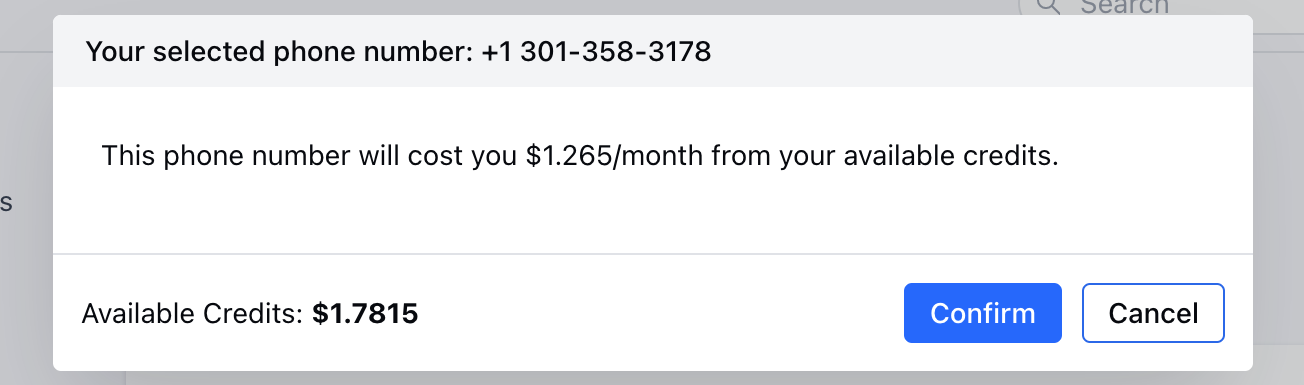 Search
Your selected phone number: +1 301-358-3178
This phone number will cost you $1.265/month from your available credits.
s
Available Credits: $1.7815
Confirm
Cancel